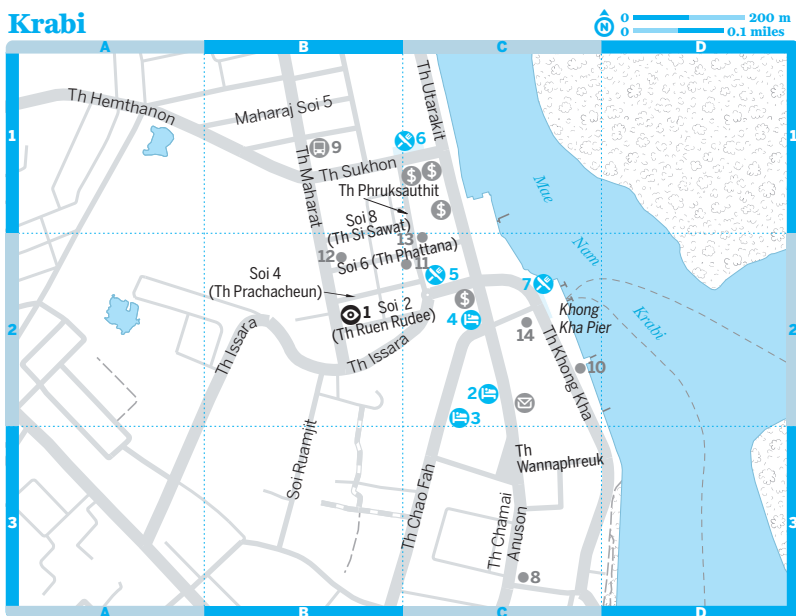 Krabi
N
0 200 m
0 0.1 miles
A B C D
1 1
Th Hemthanon
Maharaj Soi 5
Th Utarakit
6
9
Th Sukhon
Th Maharat
$ $
Th Phruksauthit
$
Mae
Nam
Krabi
Soi 8
(Th Si Sawat)
13
12
Soi 6 (Th Phattana)
11
5
7
Soi 4
(Th Prachacheun)
1
Soi 2
(Th Ruen Rudee)
$
4
14
Khong
Kha Pier
2 2
Th Issara
Th Issara
Th Khong Kha
10
2
3
Soi Ruamjit
Th Chao Fah
Th
Wannaphreuk
Th Chamai
Anuson
3 3
8
A B C D